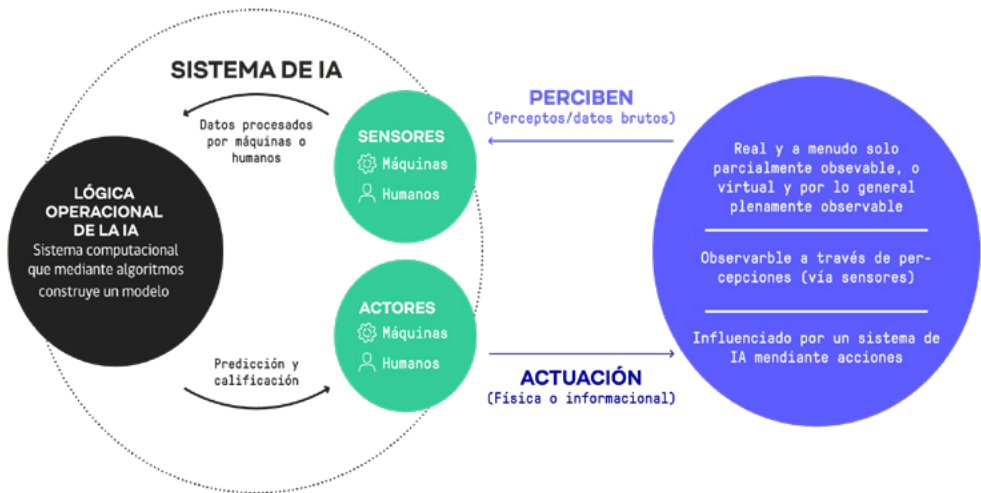 SISTEMA DE IA
Datos procesados
por máquinas o
humanos
LÓGICA
OPERACIONAL
DE LA IA
Sistema computacional
que mediante algoritmos
construye un modelo
Predicción y
calificación
SENSORES
Máquinas
Humanos
ACTORES
Máquinas
Humanos
PERCIBEN
(Perceptos/datos brutos)
ACTUACIÓN
(Física o informacional)
Real y a menudo solo
parcialmente obsevable, o
virtual y por lo general
plenamente observable
Observarble a través de per-
cepciones (vía sensores)
Influenciado por un sistema de
IA mendiante acciones